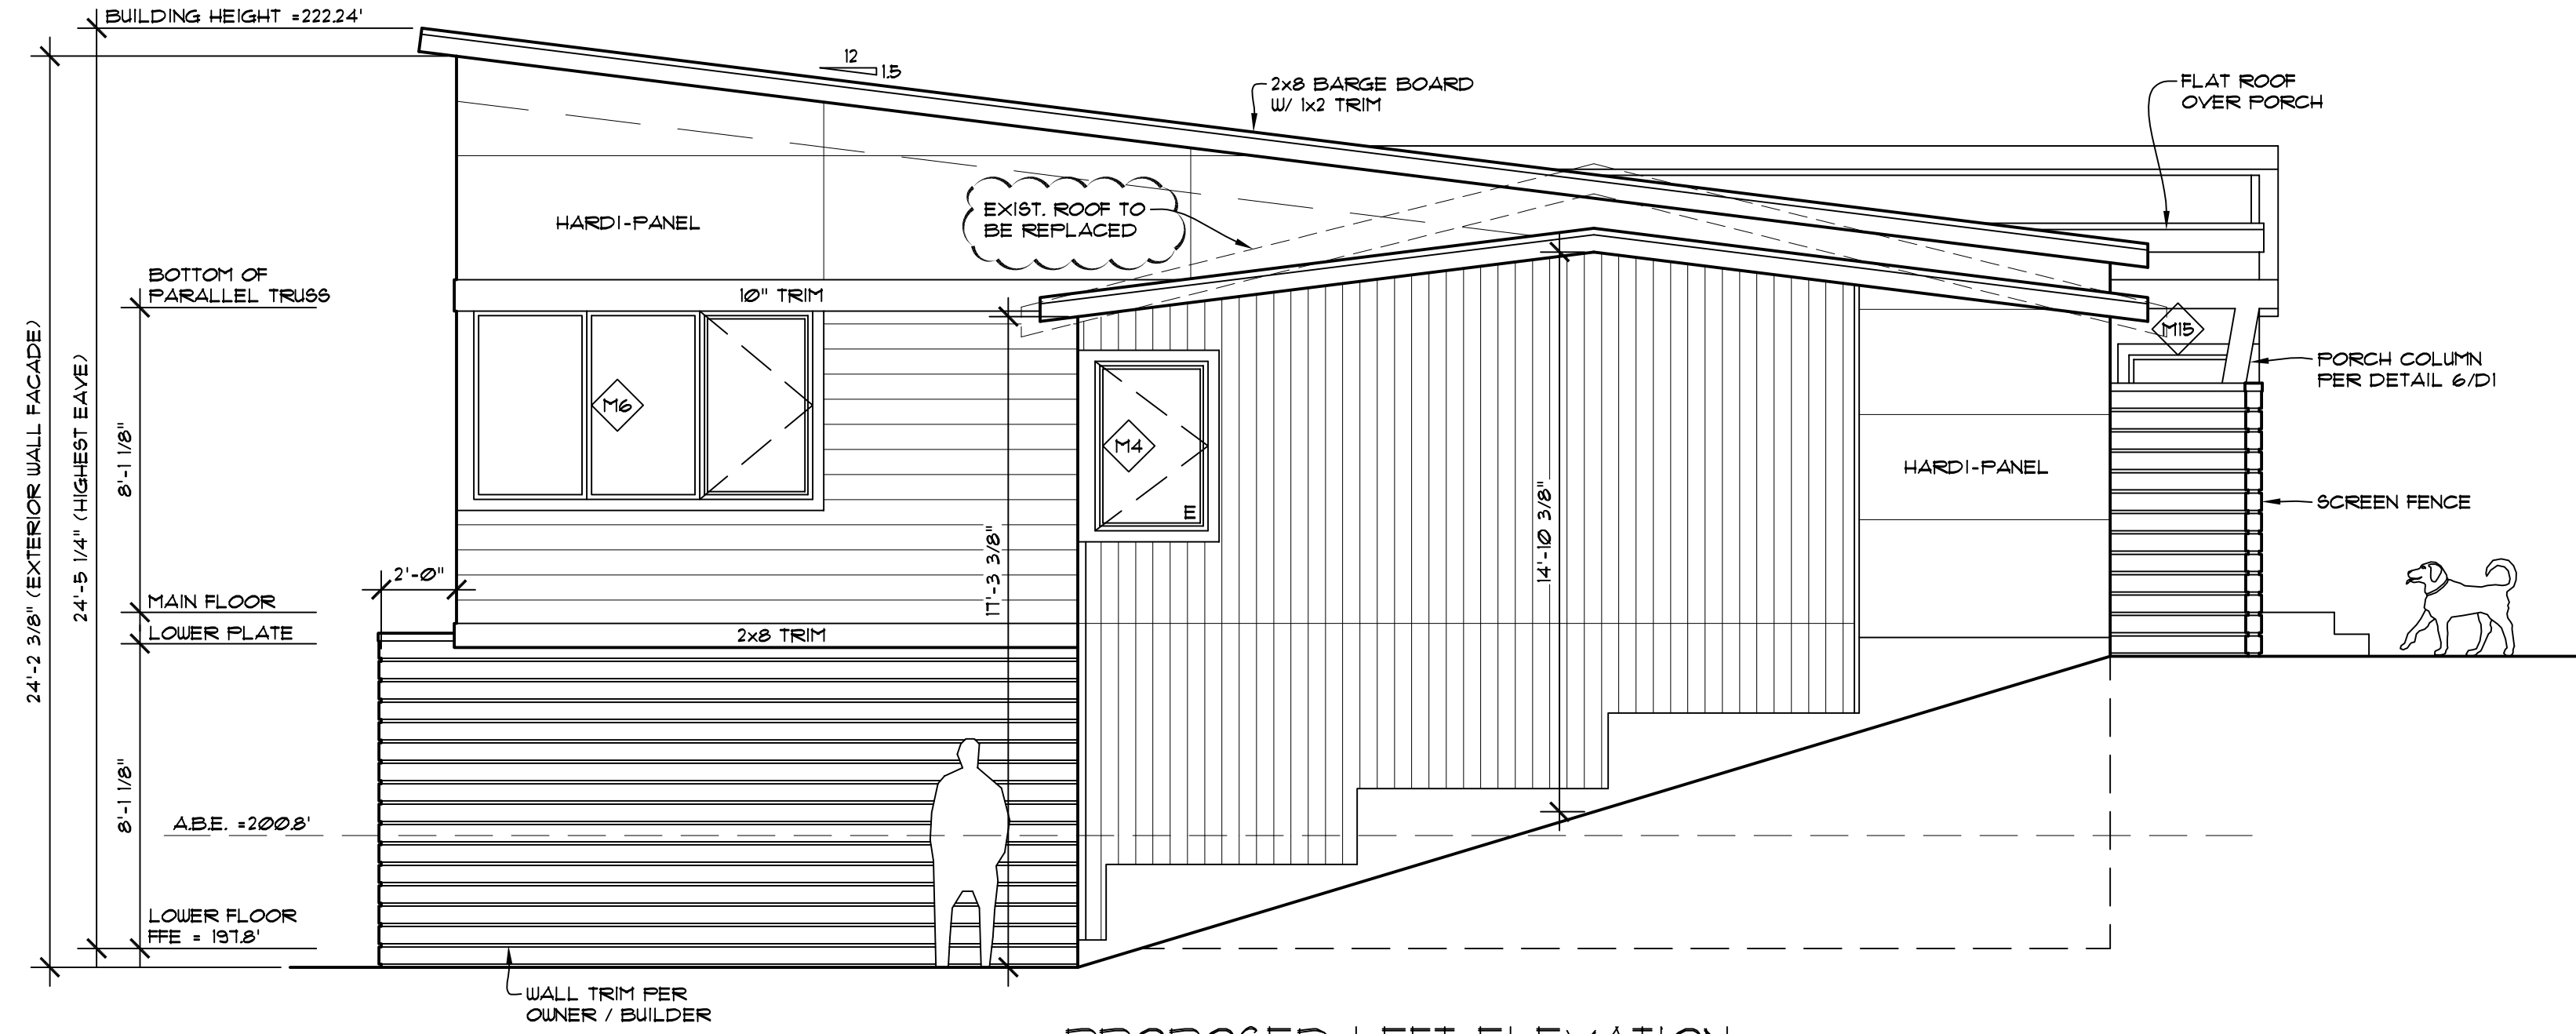 BUILDING HEIGHT =222.24'
12
1.5
2x8 BARGE BOARD
W/ 1x2 TRIM
FLAT ROOF
OVER PORCH
EXIST. ROOF TO
BE REPLACED
HARDI-PANEL
BOTTOM OF
PARALLEL TRUSS
10" TRIM
M15
M6
M4
E
PORCH COLUMN
PER DETAIL 6/D1
24'-2 3/8" (EXTERIOR WALL FACADE)
24'-5 1/4" (HIGHEST EAVE)
8'-1 1/8"
HARDI-PANEL
SCREEN FENCE
17'-3 3/8"
14'-10 3/8"
2'-0"
MAIN FLOOR
LOWER PLATE
2x8 TRIM
8'-1 1/8"
A.B.E. =200.8'
LOWER FLOOR
FFE = 197.8'
WALL TRIM PER
OWNER / BUILDER
PROPOSED LEFT ELEVATION